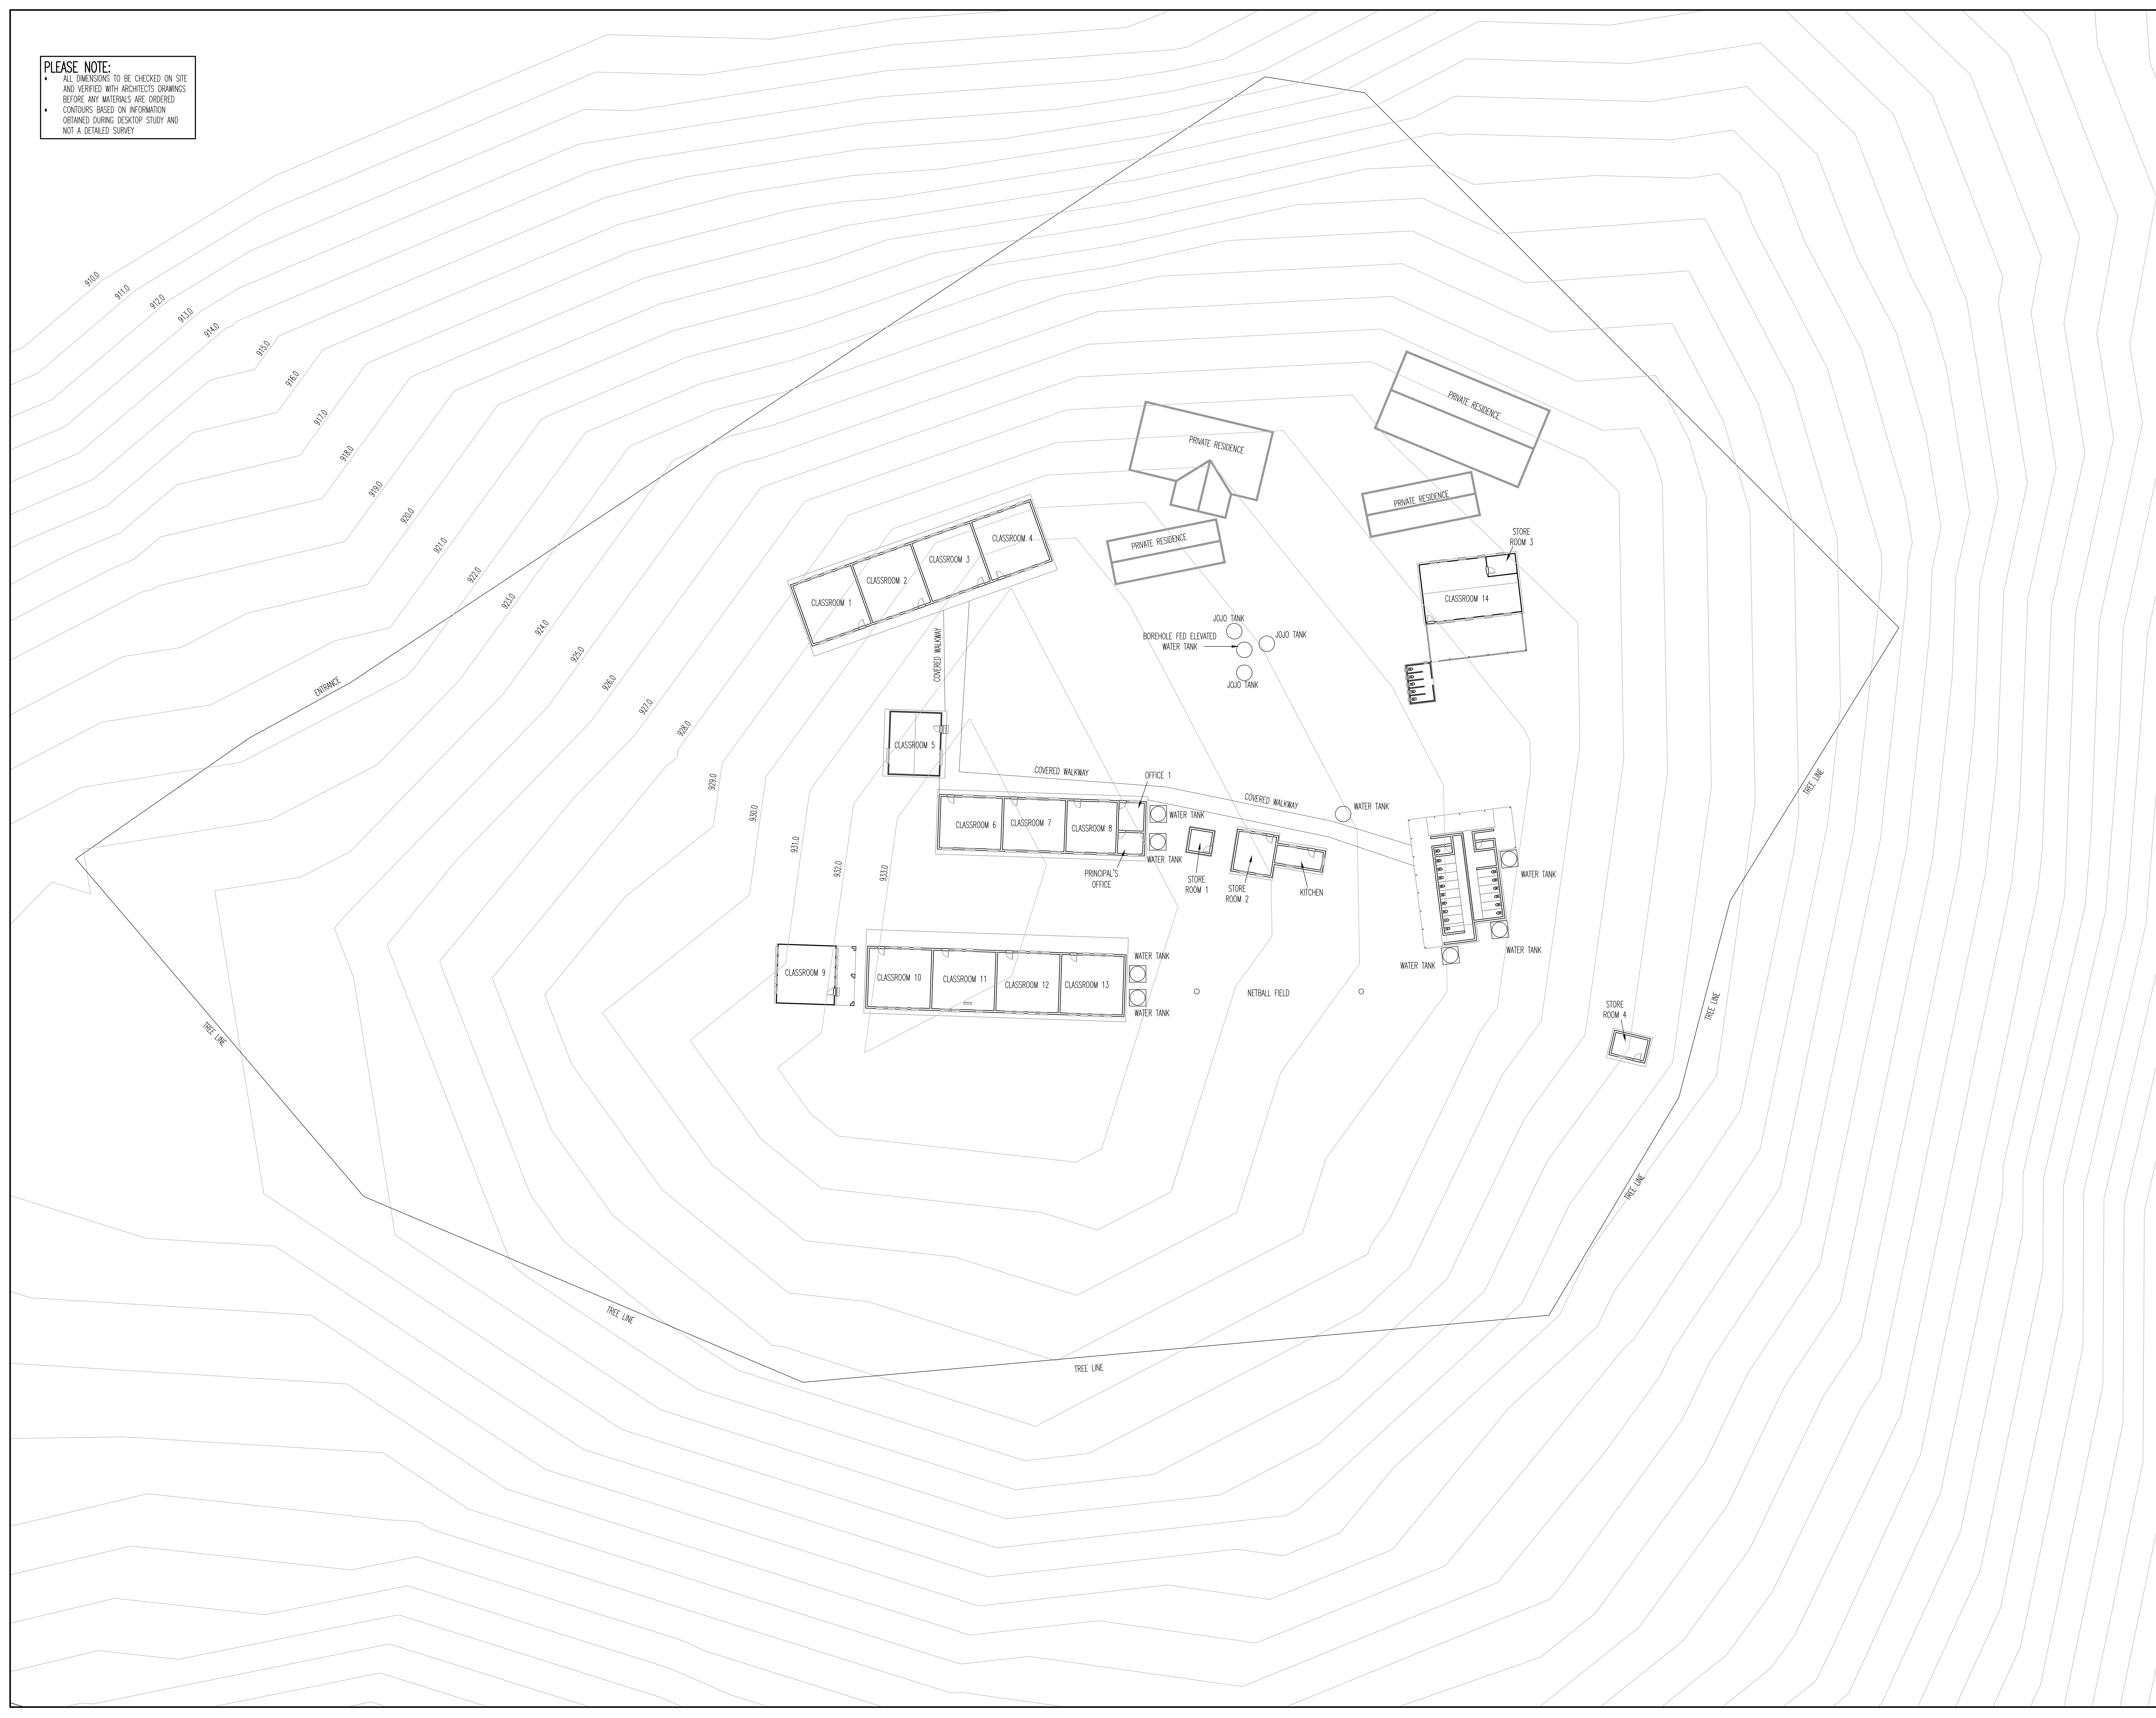 PLEASE NOTE:
• ALL DIMENSIONS TO BE CHECKED ON SITE
AND VERIFIED WITH ARCHITECTS DRAWINGS
BEFORE ANY MATERIALS ARE ORDERED
• CONTOURS BASED ON INFORMATION
OBTAINED DURING DESKTOP STUDY AND
NOT A DETAILED SURVEY
910.0
911.0
912.0
913.0
914.0
915.0
916.0
917.0
918.0
919.0
920.0
921.0
922.0
923.0
924.0
925.0
926.0
927.0
928.0
929.0
930.0
931.0
932.0
933.0
ENTRANCE
PRIVATE RESIDENCE
PRIVATE RESIDENCE
PRIVATE RESIDENCE
PRIVATE RESIDENCE
STORE
ROOM 3
CLASSROOM 14
CLASSROOM 4
CLASSROOM 3
CLASSROOM 2
CLASSROOM 1
COVERED WALKWAY
JOJO TANK
BOREHOLE FED ELEVATED
WATER TANK
JOJO TANK
JOJO TANK
CLASSROOM 5
COVERED WALKWAY
OFFICE 1
COVERED WALKWAY
WATER TANK
WATER TANK
CLASSROOM 6
CLASSROOM 7
CLASSROOM 8
WATER TANK
PRINCIPAL'S
OFFICE
STORE
ROOM 1
STORE
ROOM 2
KITCHEN
WATER TANK
WATER TANK
WATER TANK
TREE LINE
CLASSROOM 9
CLASSROOM 10
CLASSROOM 11
CLASSROOM 12
CLASSROOM 13
WATER TANK
WATER TANK
NETBALL FIELD
STORE
ROOM 4
TREE LINE
TREE LINE
TREE LINE
TREE LINE
TREE LINE